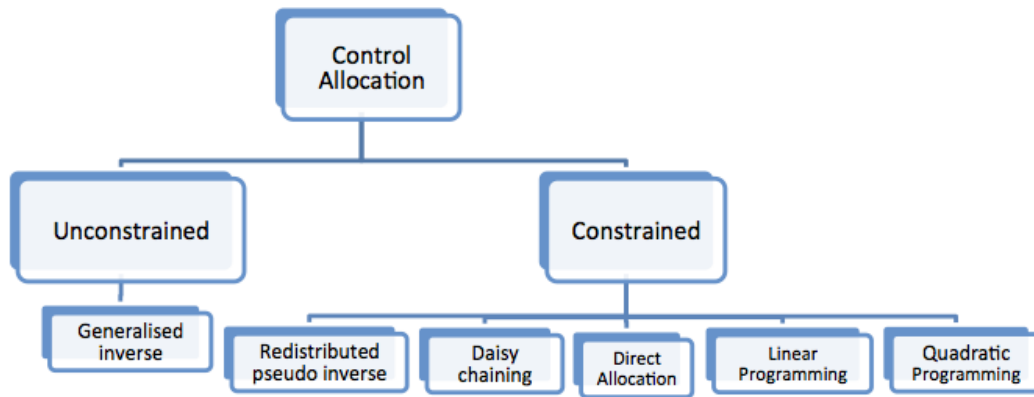 Control
Allocation
Unconstrained
Constrained
Generalised
inverse
Redistributed
pseudo inverse
Daisy
chaining
Direct
Allocation
Linear
Programming
Quadratic
Programming